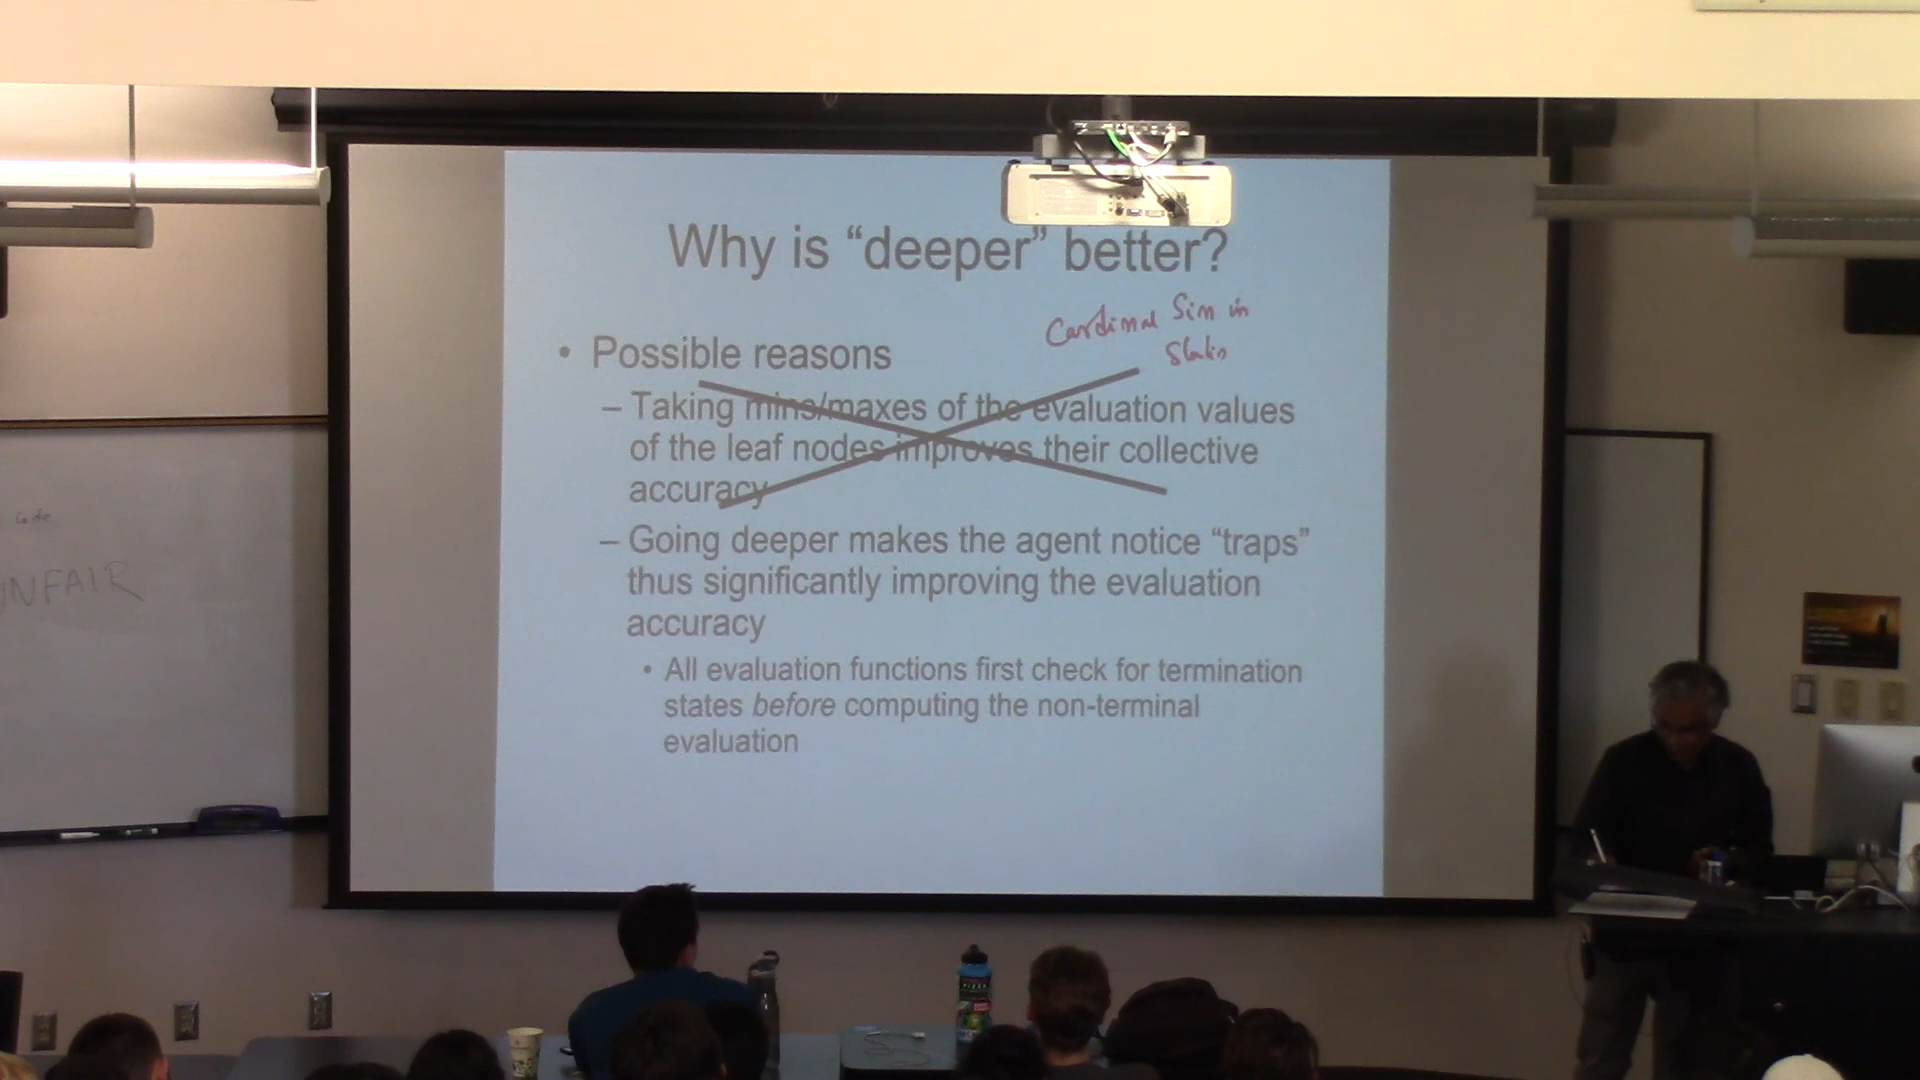 Why is “deeper” better?
Cardinal Sin in
Stats
• Possible reasons
– Taking mins/maxes of the evaluation values
of the leaf nodes improves their collective
accuracy
– Going deeper makes the agent notice “traps”
thus significantly improving the evaluation
accuracy
• All evaluation functions first check for termination
states before computing the non-terminal
evaluation
UNFAIR